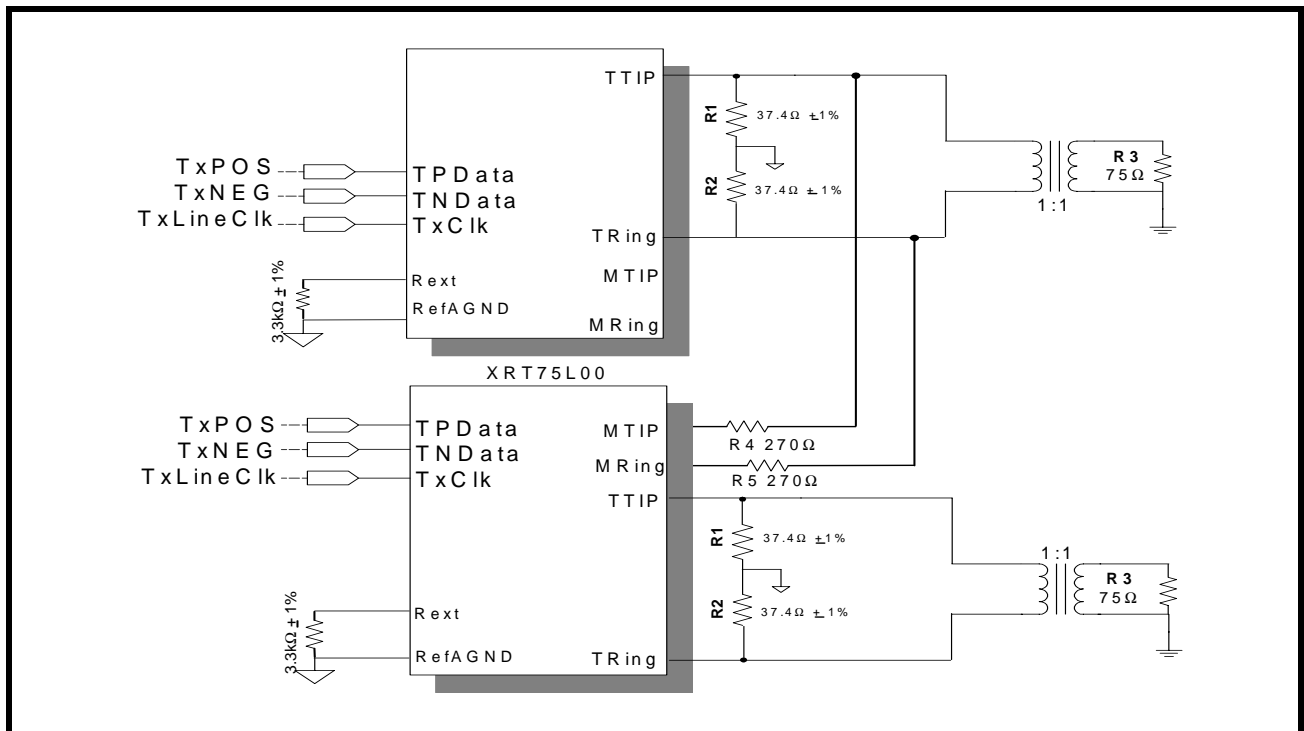 TTIP
R1
37.4Ω ±1%
TxPOS
TPData
R2
37.4Ω ±1%
R3
75Ω
TxNEG
TNData
1:1
TxLineClk
TxClk
TRing
MTIP
3.3kΩ ± 1%
Rext
RefAGND
MRing
XRT75L00
TxPOS
TPData
MTIP
R4 270Ω
TxNEG
TNData
MRing
TxLineClk
TxClk
R5 270Ω
TTIP
R1
37.4Ω ±1%
1:1
R3
75Ω
R2
37.4Ω ±1%
3.3kΩ ± 1%
Rext
RefAGND
TRing